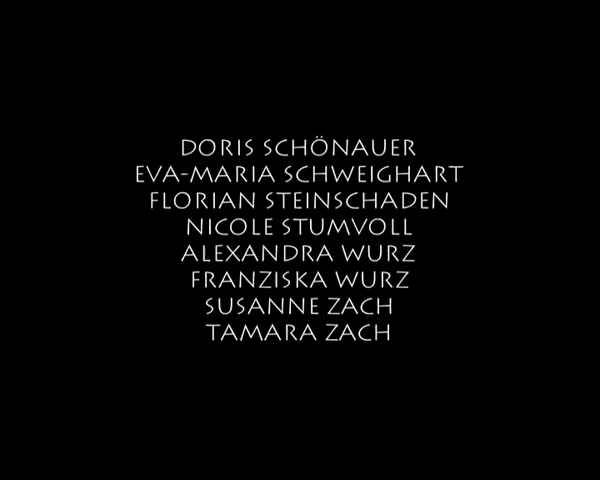 DORIS SCHÖNAUER
EVA-MARIA SCHWEIGHART
FLORIAN STEINSCHADEN
NICOLE STUMVOLL
ALEXANDRA WURZ
FRANZISKA WURZ
SUSANNE ZACH
TAMARA ZACH